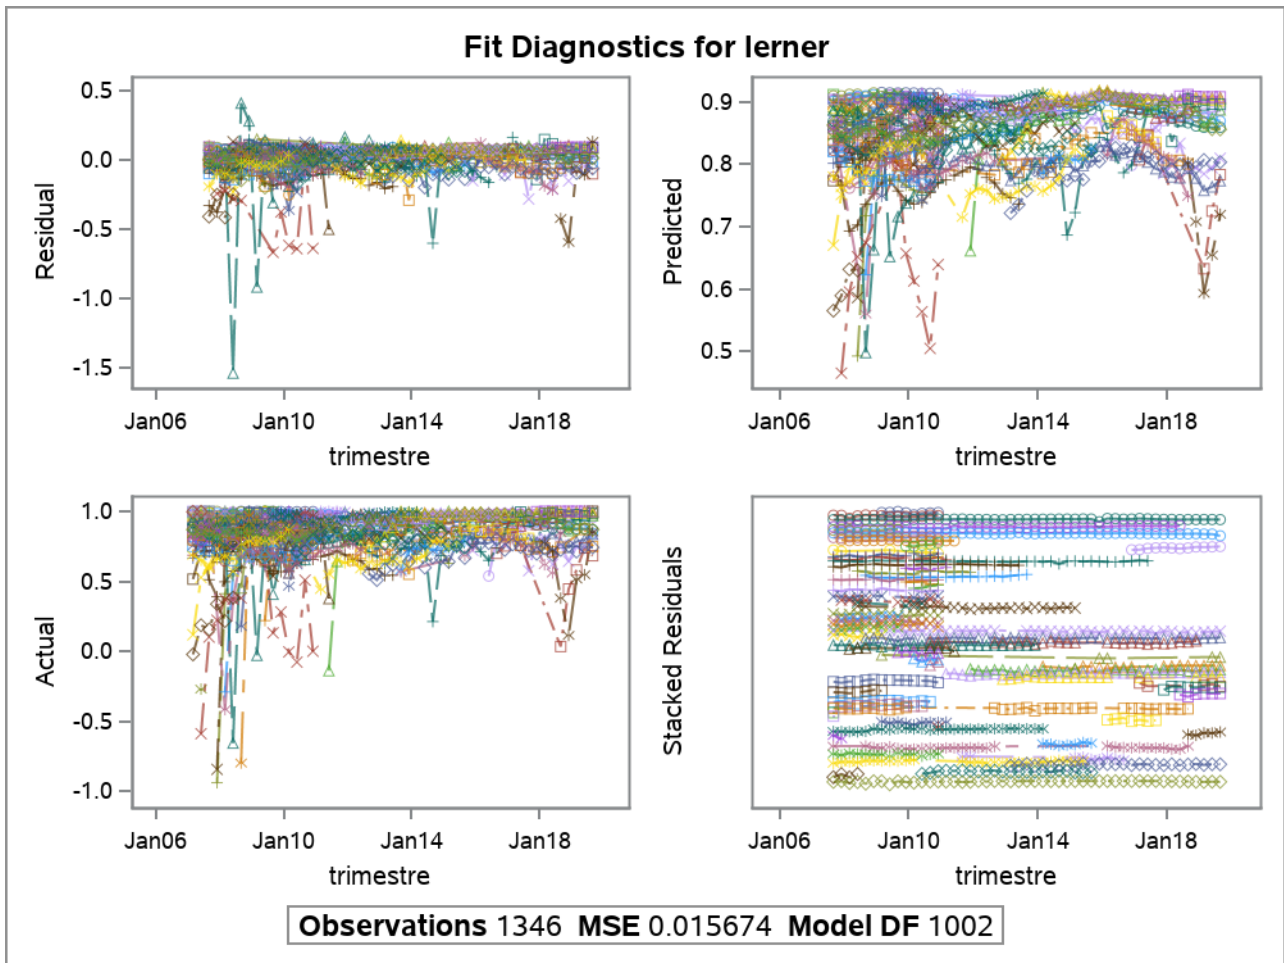 Fit Diagnostics for lerner
0.5
0.0
-0.5
-1.0
-1.5
Residual
Jan06 Jan10 Jan14 Jan18
trimestre
0.9
0.8
0.7
0.6
0.5
Predicted
Jan06 Jan10 Jan14 Jan18
trimestre
1.0
0.5
0.0
-0.5
-1.0
Actual
Jan06 Jan10 Jan14 Jan18
trimestre
Stacked Residuals
Jan06 Jan10 Jan14 Jan18
trimestre
Observations 1346 MSE 0.015674 Model DF 1002